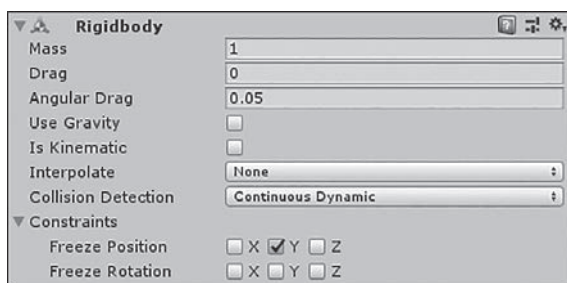 Rigidbody
Mass 1
Drag 0
Angular Drag 0.05
Use Gravity
Is Kinematic
Interpolate None
Collision Detection Continuous Dynamic
Constraints
Freeze Position X Y Z
Freeze Rotation X Y Z